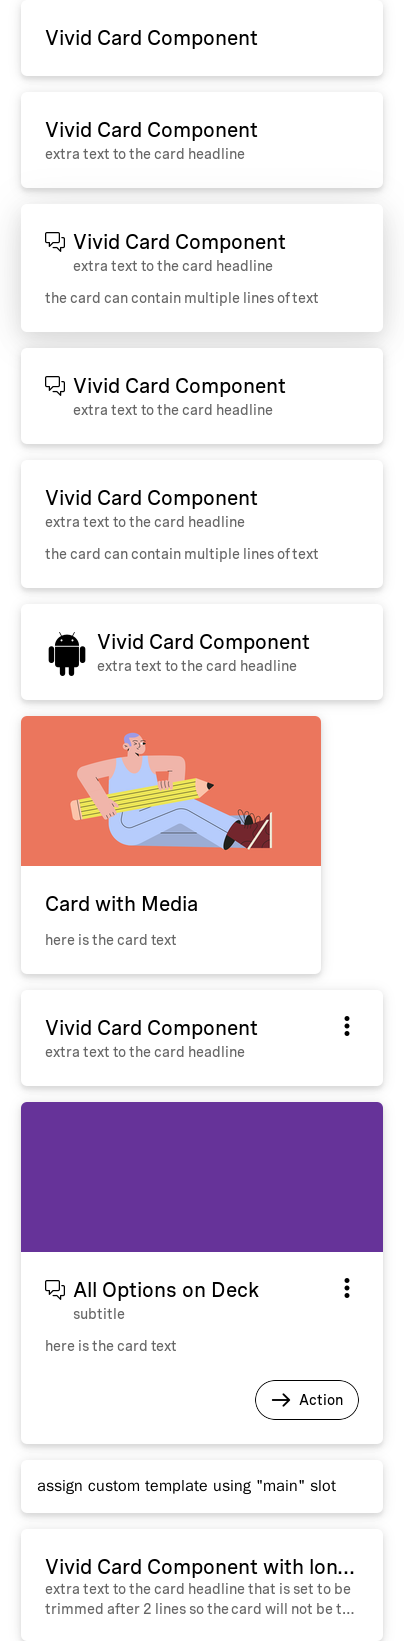 Vivid Card Component
Vivid Card Component
extra text to the card headline
Vivid Card Component
extra text to the card headline
the card can contain multiple lines of text
Vivid Card Component
extra text to the card headline
Vivid Card Component
extra text to the card headline
the card can contain multiple lines of text
Vivid Card Component
extra text to the card headline
Card with Media
here is the card text
Vivid Card Component
extra text to the card headline
All Options on Deck
subtitle
here is the card text
Action
assign custom template using "main" slot
Vivid Card Component with lon...
extra text to the card headline that is set to be
trimmed after 2 lines so the card will not be t...